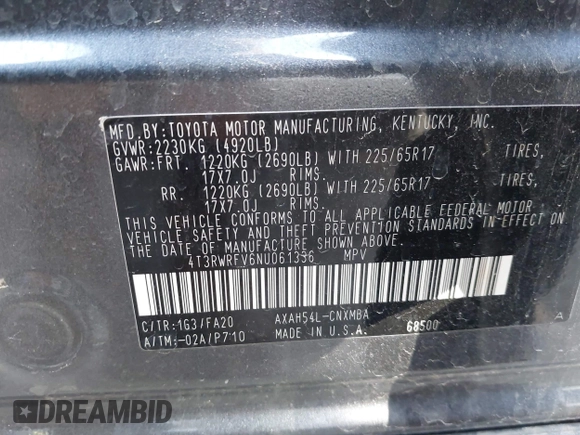 MFD.BY:TOYOTA MOTOR MANUFACTURING, KENTUCKY, INC.
GVWR:2230KG (4920LB)
GAWR:FRT. 1220KG (2690LB) WITH 225/65R17 TIRES,
17X7.0J RIMS.
RR. 1220KG (2690LB) WITH 225/65R17 TIRES,
17X7.0J RIMS.
THIS VEHICLE CONFORMS TO ALL APPLICABLE FEDERAL MOTOR
VEHICLE SAFETY AND THEFT PREVENTION STANDARDS IN EFFECT ON
THE DATE OF MANUFACTURE SHOWN ABOVE.
4T3RWRFV6NU061396 MPV
C/TR:1G3/FA20 AXAH54L-CNXMBA A
A/TM:-02A/P710 MADE IN U.S.A. 68500
DREAMBID